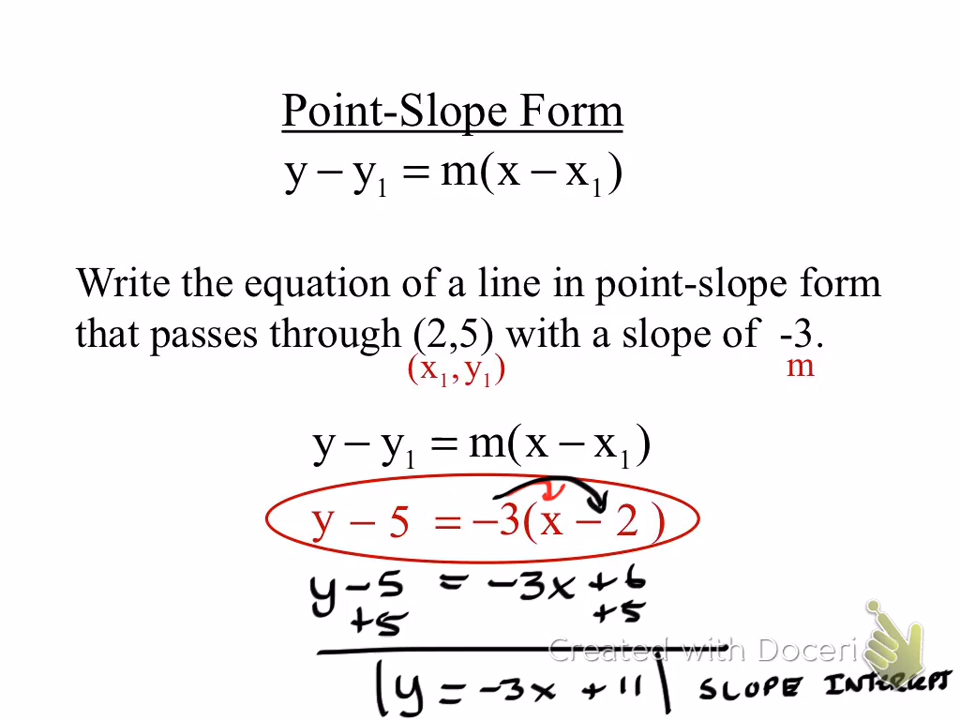 Point-Slope Form
y − y₁ = m(x − x₁)
Write the equation of a line in point-slope form
that passes through (2,5) with a slope of -3.
(x₁, y₁) m
y − y₁ = m(x − x₁)
y − 5 = −3(x − 2)
y − 5 = −3x + 6
+5 +5
Created with Doceri
y = −3x + 11 SLOPE INTERCEPT